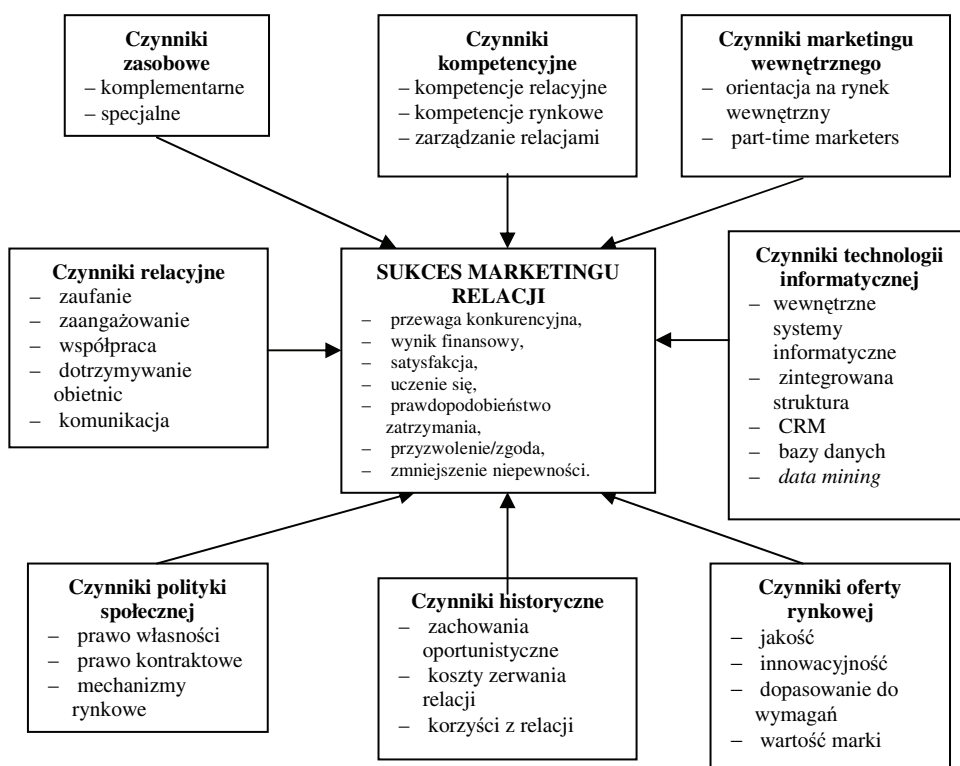 Czynniki
zasobowe
– komplementarne
– specjalne
Czynniki
kompetencyjne
– kompetencje relacyjne
– kompetencje rynkowe
– zarządzanie relacjami
Czynniki marketingu
wewnętrznego
– orientacja na rynek
wewnętrzny
– part-time marketers
Czynniki relacyjne
– zaufanie
– zaangażowanie
– współpraca
– dotrzymywanie
obietnic
– komunikacja
SUKCES MARKETINGU
RELACJI
– przewaga konkurencyjna,
– wynik finansowy,
– satysfakcja,
– uczenie się,
– prawdopodobieństwo
zatrzymania,
– przyzwolenie/zgoda,
– zmniejszenie niepewności.
Czynniki technologii
informatycznej
– wewnętrzne
systemy
informatyczne
– zintegrowana
struktura
– CRM
– bazy danych
– data mining
Czynniki polityki
społecznej
– prawo własności
– prawo kontraktowe
– mechanizmy
rynkowe
Czynniki historyczne
– zachowania
oportunistyczne
– koszty zerwania
relacji
– korzyści z relacji
Czynniki oferty
rynkowej
– jakość
– innowacyjność
– dopasowanie do
wymagań
– wartość marki